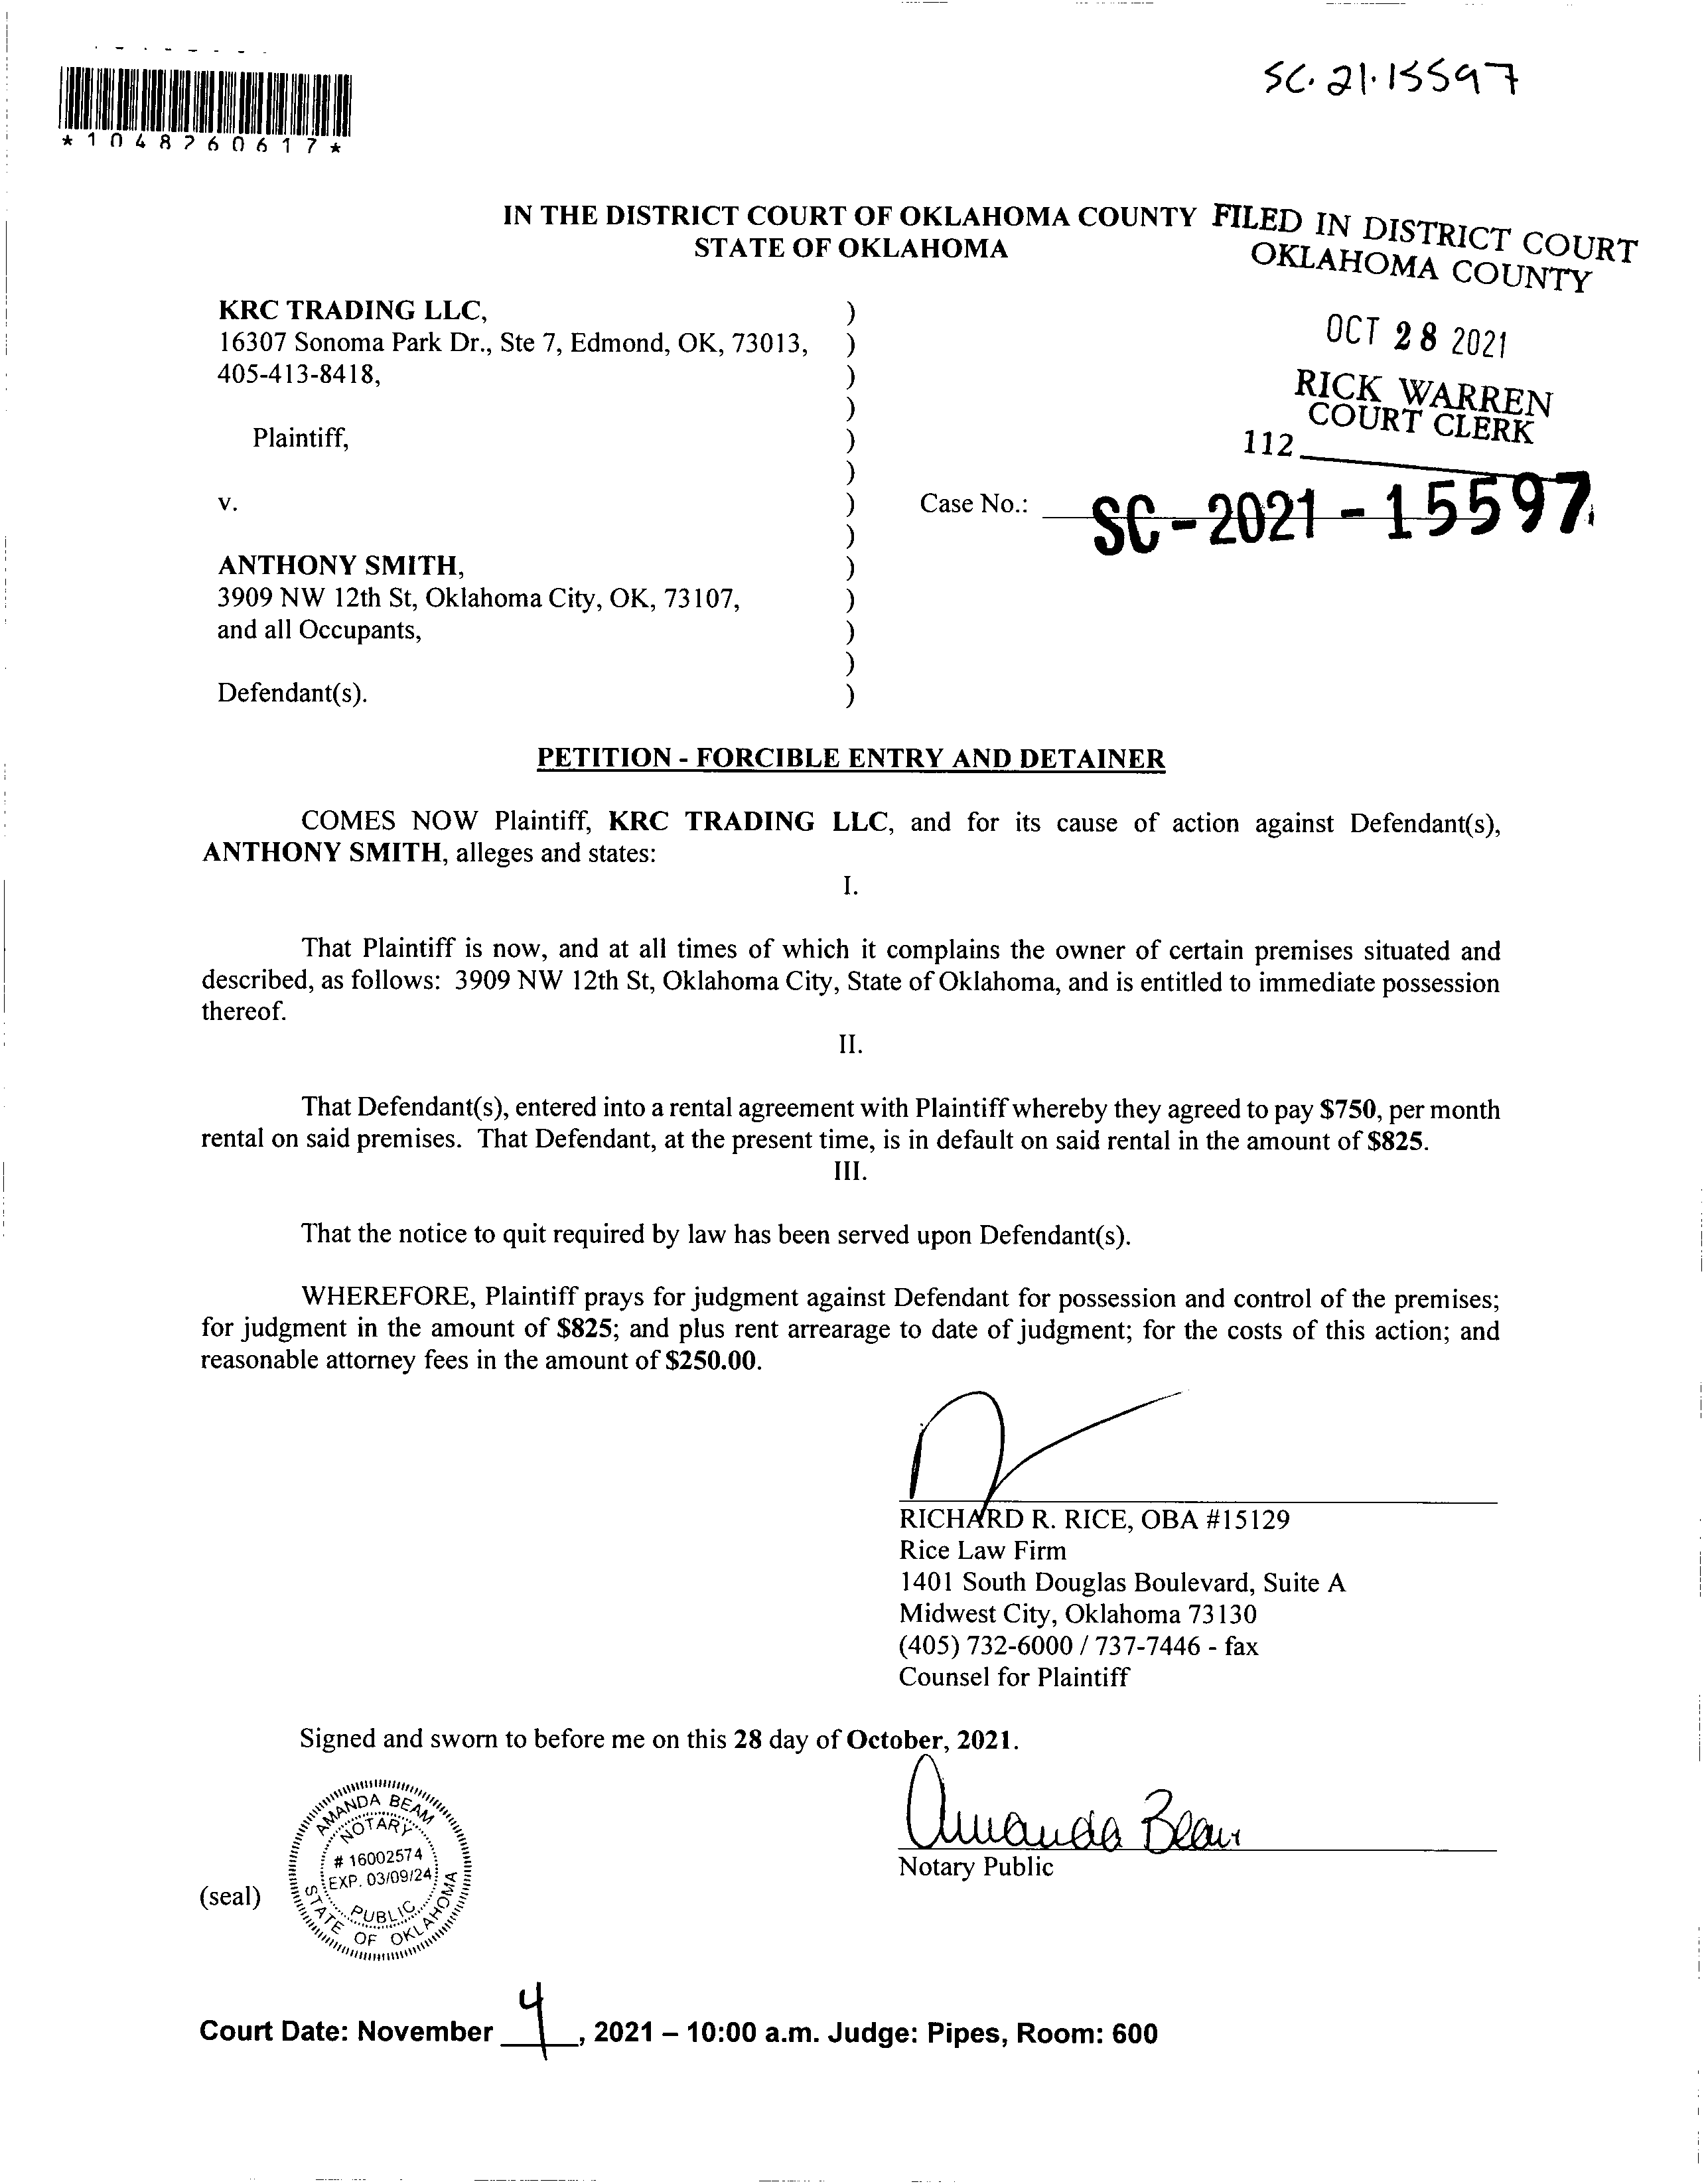 SC. 21. 15597
*1048260617*
IN THE DISTRICT COURT OF OKLAHOMA COUNTY
STATE OF OKLAHOMA
FILED IN DISTRICT COURT
OKLAHOMA COUNTY
OCT 28 2021
RICK WARREN
COURT CLERK
112
KRC TRADING LLC, )
16307 Sonoma Park Dr., Ste 7, Edmond, OK, 73013, )
405-413-8418, )
)
Plaintiff, )
)
v. ) Case No.: SC-2021-15597
)
ANTHONY SMITH, )
3909 NW 12th St, Oklahoma City, OK, 73107, )
and all Occupants, )
)
Defendant(s). )
PETITION - FORCIBLE ENTRY AND DETAINER
COMES NOW Plaintiff, KRC TRADING LLC, and for its cause of action against Defendant(s),
ANTHONY SMITH, alleges and states:
I.
That Plaintiff is now, and at all times of which it complains the owner of certain premises situated and
described, as follows: 3909 NW 12th St, Oklahoma City, State of Oklahoma, and is entitled to immediate possession
thereof.
II.
That Defendant(s), entered into a rental agreement with Plaintiff whereby they agreed to pay $750, per month
rental on said premises. That Defendant, at the present time, is in default on said rental in the amount of $825.
III.
That the notice to quit required by law has been served upon Defendant(s).
WHEREFORE, Plaintiff prays for judgment against Defendant for possession and control of the premises;
for judgment in the amount of $825; and plus rent arrearage to date of judgment; for the costs of this action; and
reasonable attorney fees in the amount of $250.00.
RICHARD R. RICE, OBA #15129
Rice Law Firm
1401 South Douglas Boulevard, Suite A
Midwest City, Oklahoma 73130
(405) 732-6000 / 737-7446 - fax
Counsel for Plaintiff
Signed and sworn to before me on this 28 day of October, 2021.
Amanda Beam
Notary Public
(seal)
AMANDA BEAM
NOTARY
# 16002574
EXP. 03/09/24
PUBLIC
STATE OF OKLAHOMA
Court Date: November 4, 2021 – 10:00 a.m. Judge: Pipes, Room: 600